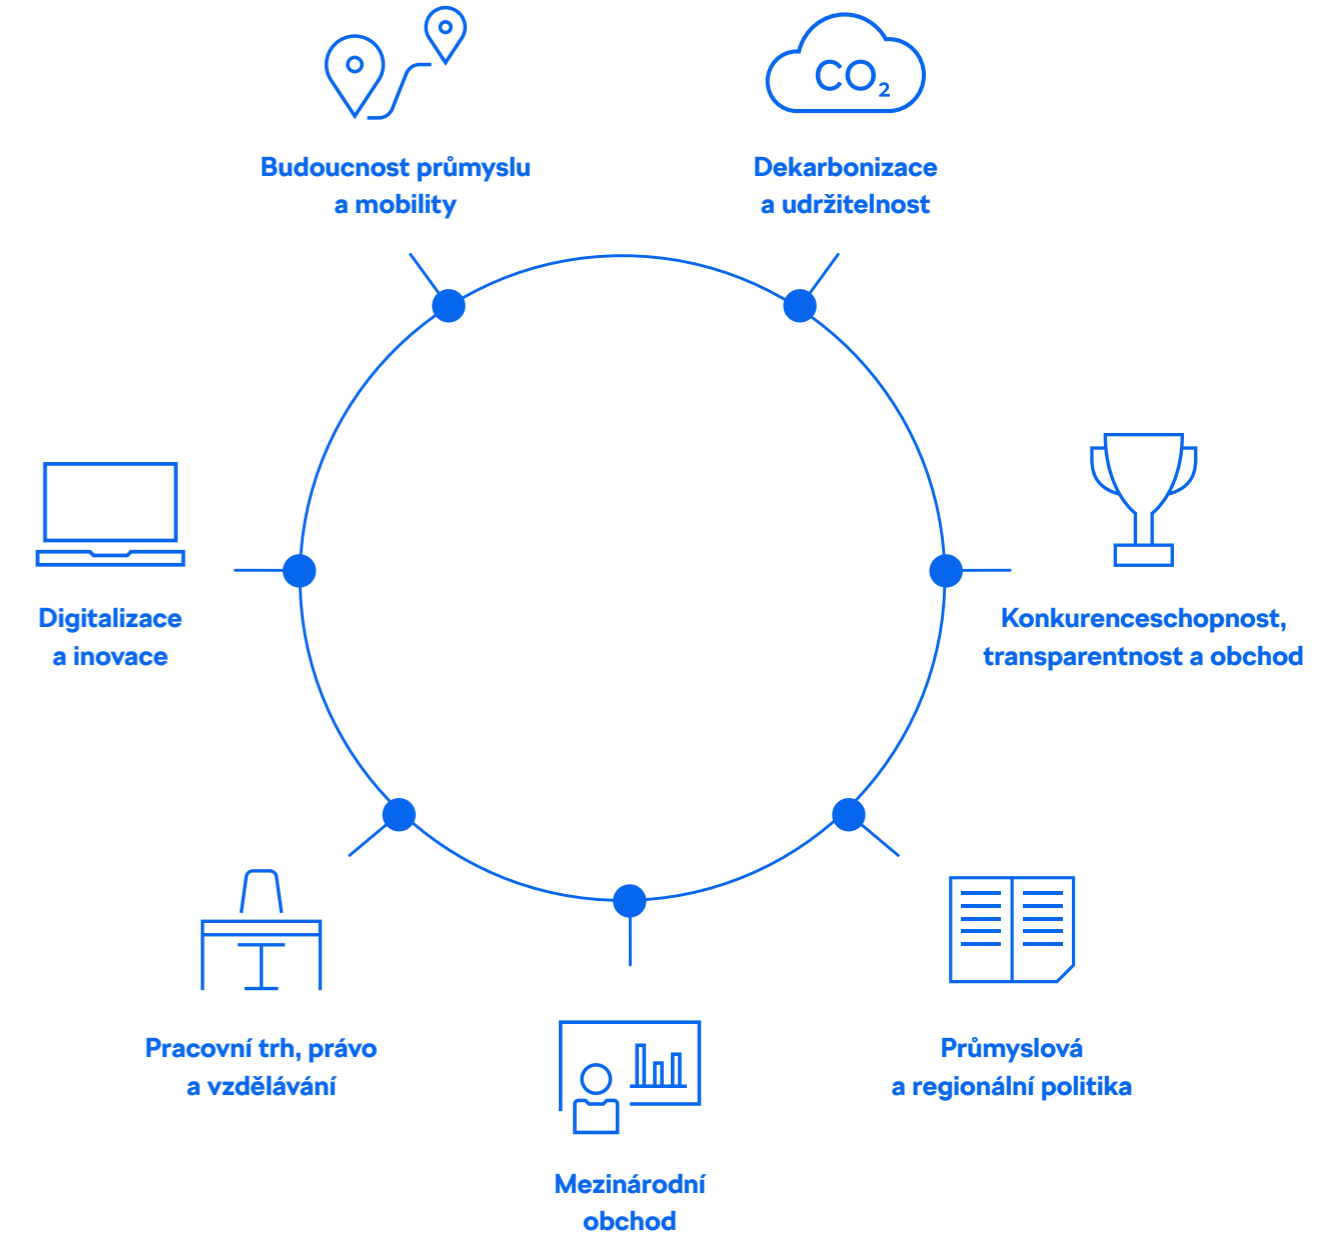 CO₂
Budoucnost průmyslu
a mobility
Dekarbonizace
a udržitelnost
Digitalizace
a inovace
Konkurenceschopnost,
transparentnost a obchod
Pracovní trh, právo
a vzdělávání
Průmyslová
a regionální politika
Mezinárodní
obchod